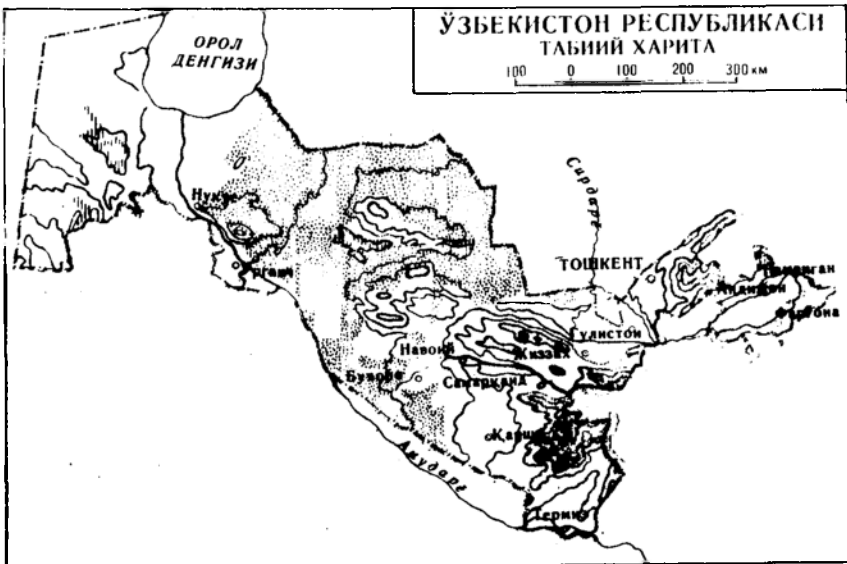 ЎЗБЕКИСТОН РЕСПУБЛИКАСИ
ТАБИИЙ ХАРИТА
100 0 100 200 300 км
ОРОЛ
ДЕНГИЗИ
Сирдарё
Нукус
ТОШКЕНТ
Наманган
Урганч
Андижон
Фарғона
Гулистон
Навоий
Жиззах
Бухоро
Самарқанд
Қарши
Амударё
Термиз